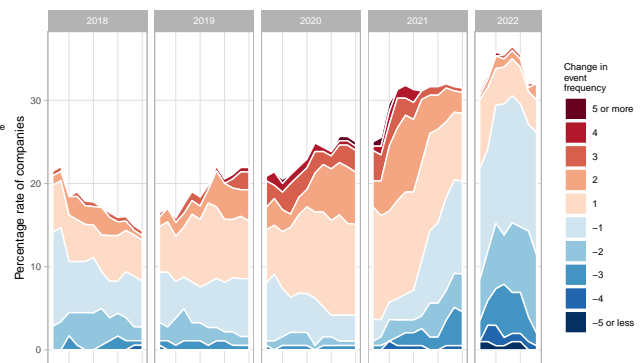 2018 2019 2020 2021 2022
Percentage rate of companies
30
20
10
0
e
Change in
event
frequency
5 or more
4
3
2
1
−1
−2
−3
−4
−5 or less